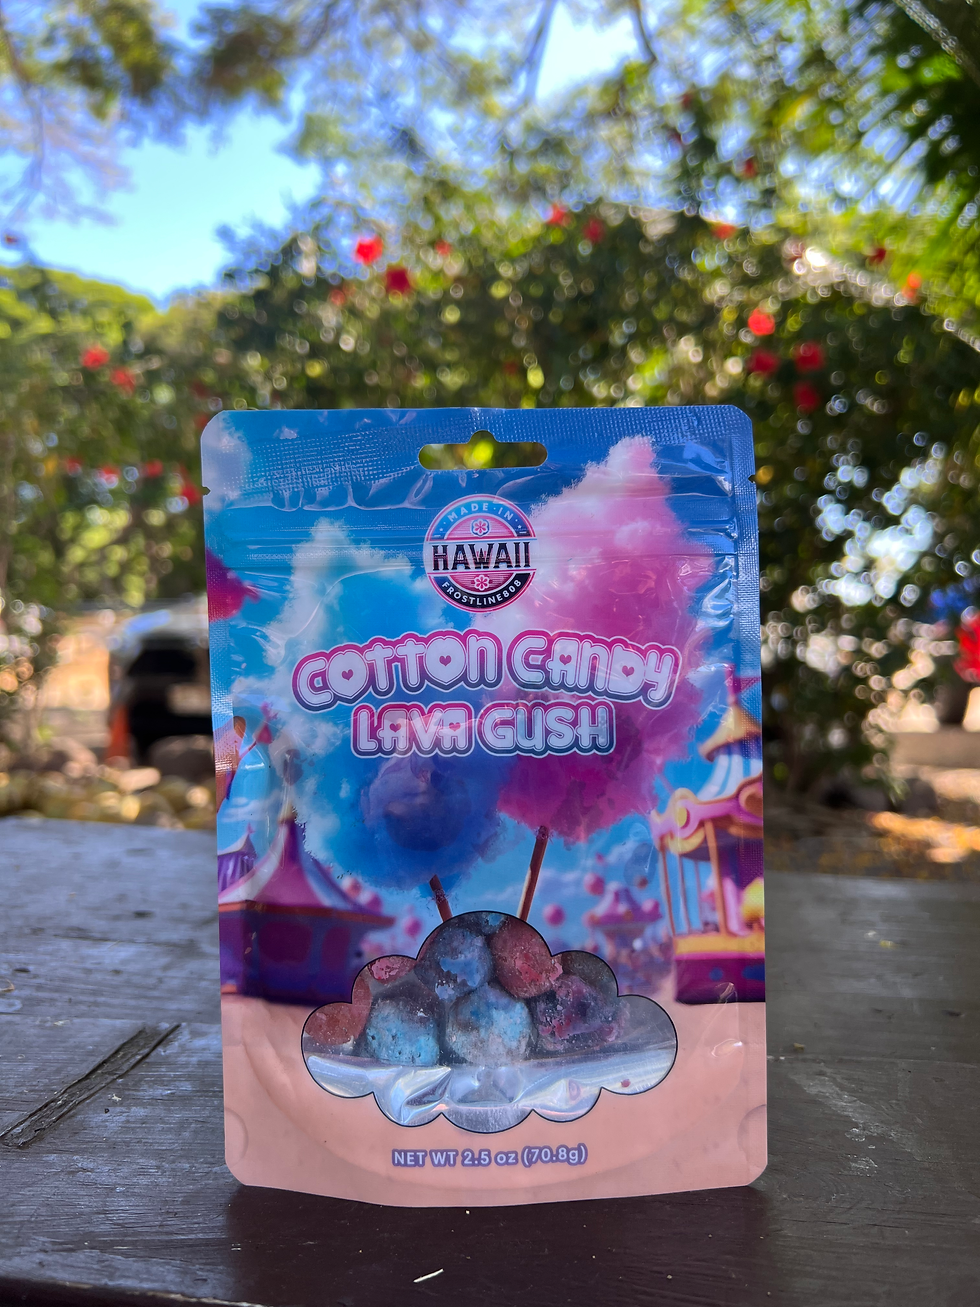 MADE·IN
HAWAII
FROSTLINE808
COTTON CANDY
LAVA GUSH
NET WT 2.5 oz (70.8g)